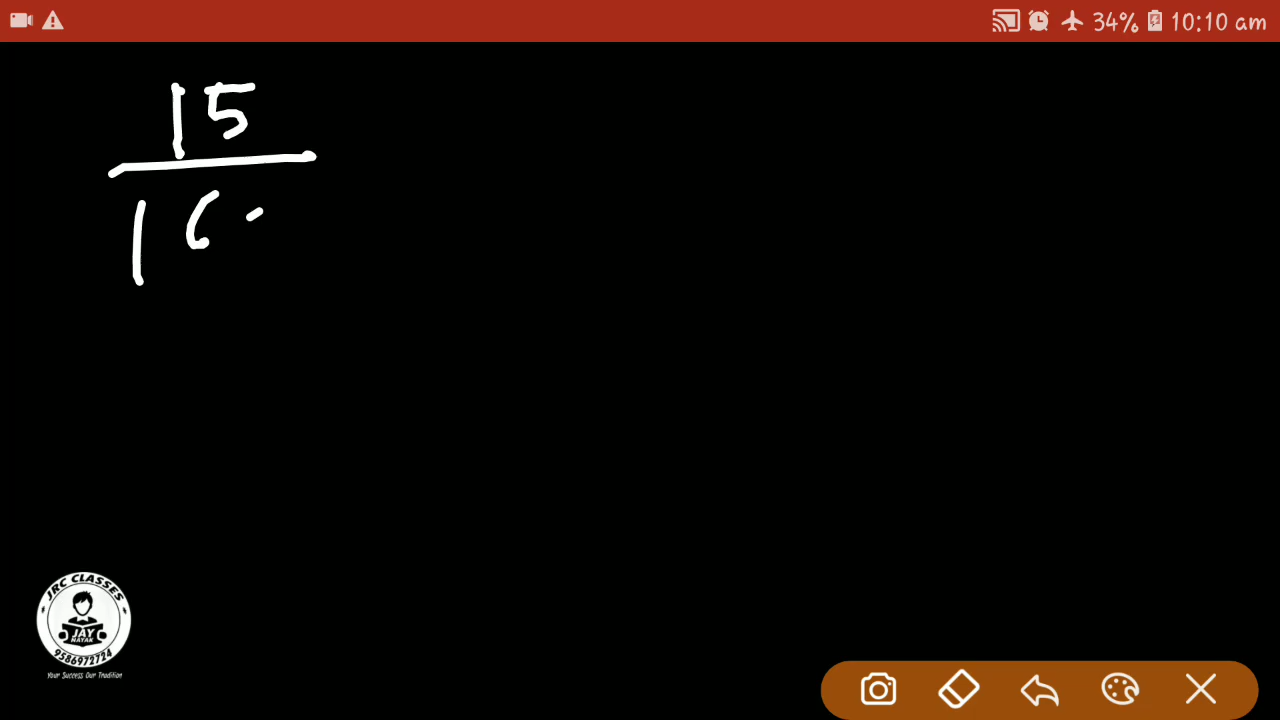 34% 10:10 am
15
16
JRC CLASSES
JAY
NAYAK
9586972724
Your Success Our Tradition